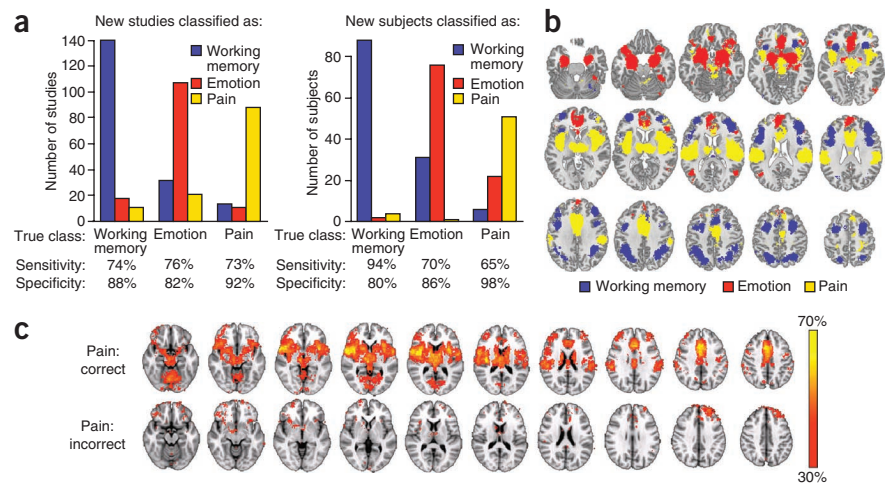 a
New studies classified as:
Number of studies
140
120
100
80
60
40
20
0
Working
memory
Emotion
Pain
True class:
Working
memory
Emotion
Pain
Sensitivity: 74% 76% 73%
Specificity: 88% 82% 92%
New subjects classified as:
Number of subjects
80
60
40
20
0
Working
memory
Emotion
Pain
True class:
Working
memory
Emotion
Pain
Sensitivity: 94% 70% 65%
Specificity: 80% 86% 98%
b
Working memory Emotion Pain
c
Pain:
correct
Pain:
incorrect
70%
30%